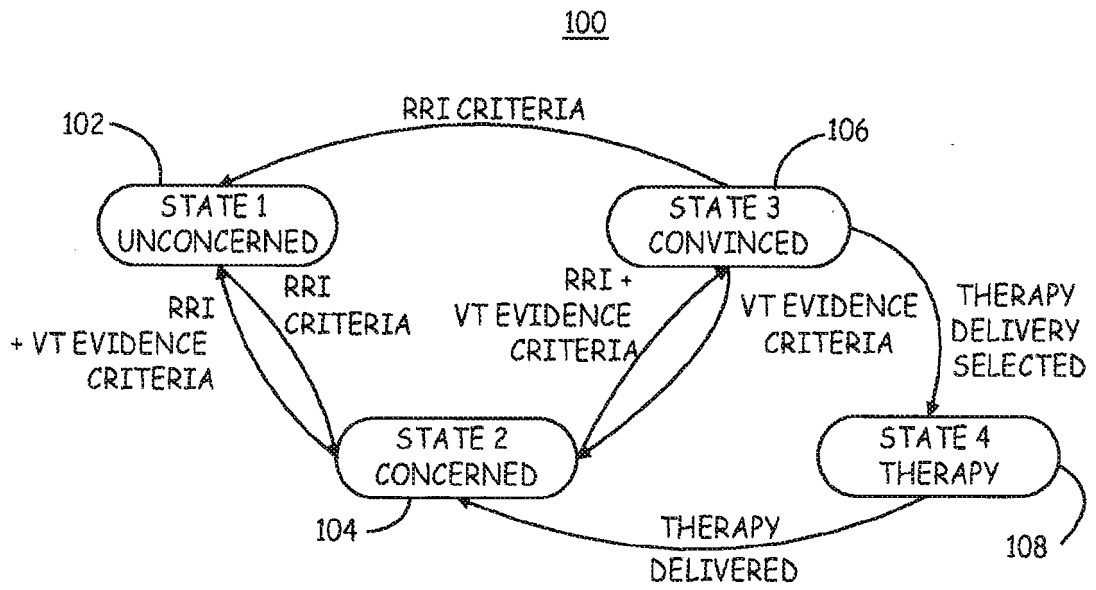 100
RRI CRITERIA
102
106
STATE 1
UNCONCERNED
STATE 3
CONVINCED
RRI
+ VT EVIDENCE
CRITERIA
RRI
CRITERIA
RRI +
VT EVIDENCE
CRITERIA
VT EVIDENCE
CRITERIA
THERAPY
DELIVERY
SELECTED
STATE 2
CONCERNED
STATE 4
THERAPY
104
THERAPY
DELIVERED
108